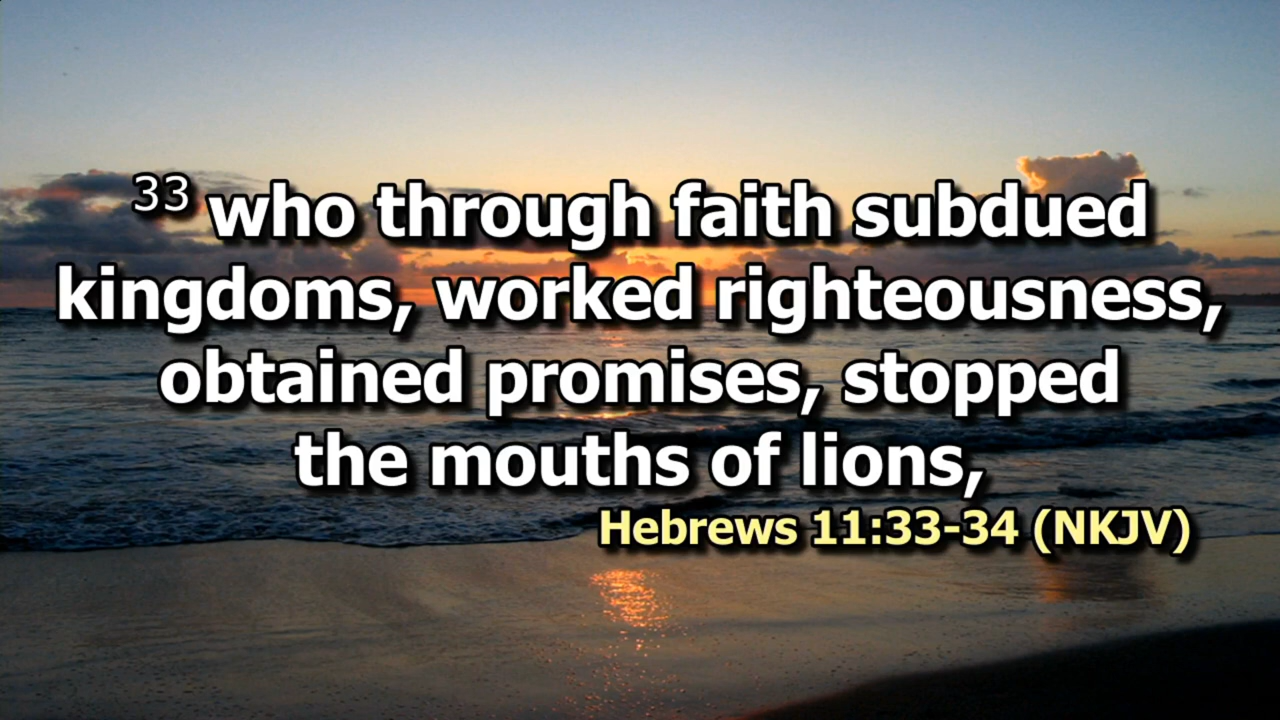 33 who through faith subdued
kingdoms, worked righteousness,
obtained promises, stopped
the mouths of lions,
Hebrews 11:33-34 (NKJV)